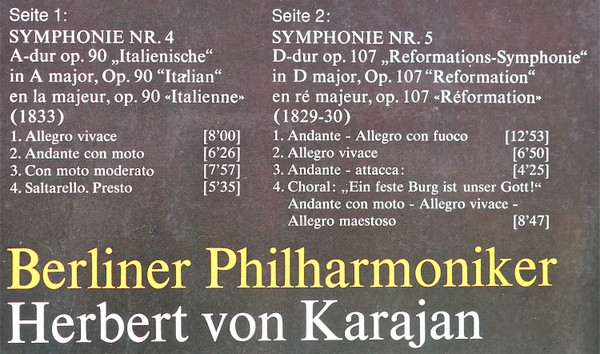 Seite 1:
SYMPHONIE NR. 4
A-dur op. 90 „Italienische“
in A major, Op. 90 “Italian”
en la majeur, op. 90 «Italienne»
(1833)
1. Allegro vivace [8'00]
2. Andante con moto [6'26]
3. Con moto moderato [7'57]
4. Saltarello. Presto [5'35]
Seite 2:
SYMPHONIE NR. 5
D-dur op. 107 „Reformations-Symphonie“
in D major, Op. 107 “Reformation”
en ré majeur, op. 107 «Réformation»
(1829-30)
1. Andante - Allegro con fuoco [12'53]
2. Allegro vivace [6'50]
3. Andante - attacca: [4'25]
4. Choral: „Ein feste Burg ist unser Gott!“
Andante con moto - Allegro vivace -
Allegro maestoso [8'47]
Berliner Philharmoniker
Herbert von Karajan